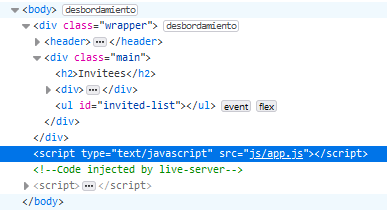 <body> desbordamiento
<div class="wrapper"> desbordamiento
<header> ⋯ </header>
<div class="main">
<h2>Invitees</h2>
<div> ⋯ </div>
<ul id="invited-list"></ul> event flex
</div>
</div>
<script type="text/javascript" src="js/app.js"></script>
<!--Code injected by live-server-->
<script> ⋯ </script>
</body>